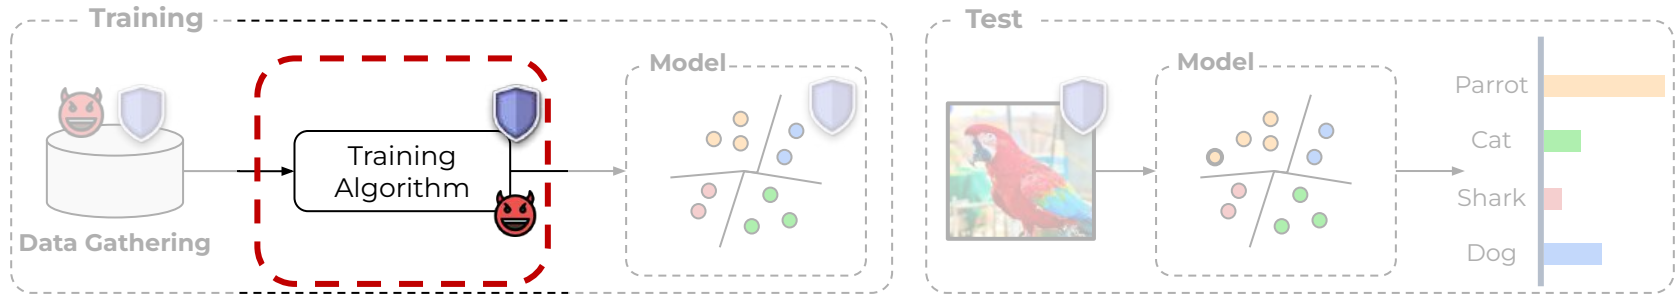 Training
Test
Training
Algorithm
Data Gathering
Model
Model
Parrot
Cat
Shark
Dog